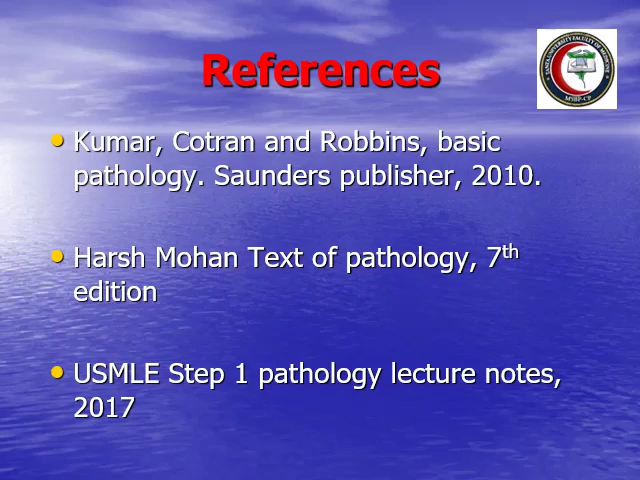 References
Kumar, Cotran and Robbins, basic
pathology. Saunders publisher, 2010.
Harsh Mohan Text of pathology, 7th
edition
USMLE Step 1 pathology lecture notes,
2017